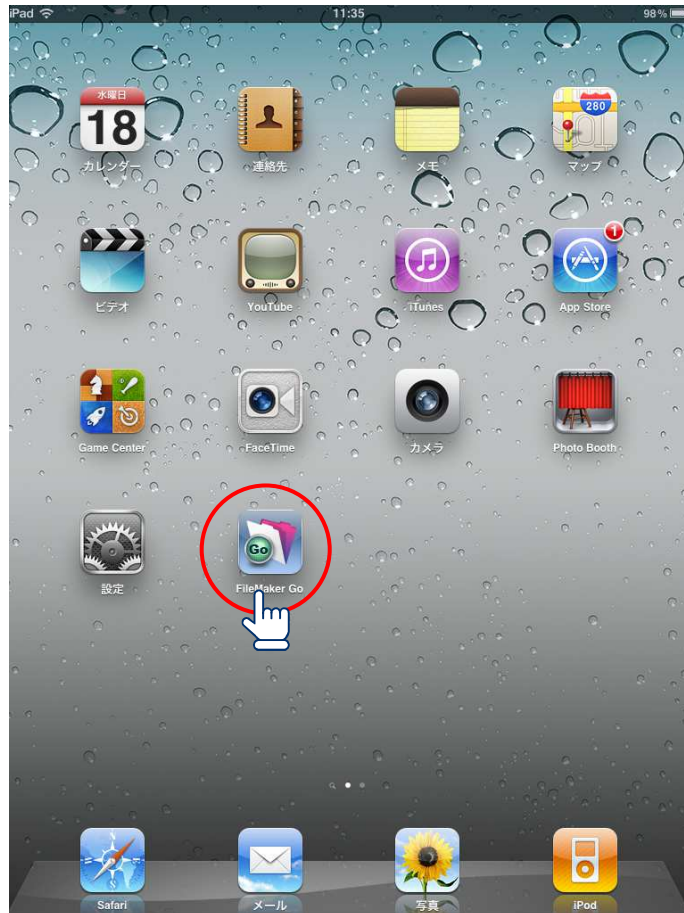 iPad 11:35 98%
水曜日
18
280
カレンダー 連絡先 メモ マップ
1
ビデオ YouTube iTunes App Store
Game Center FaceTime カメラ Photo Booth
Go
設定 FileMaker Go
Safari メール 写真 iPod